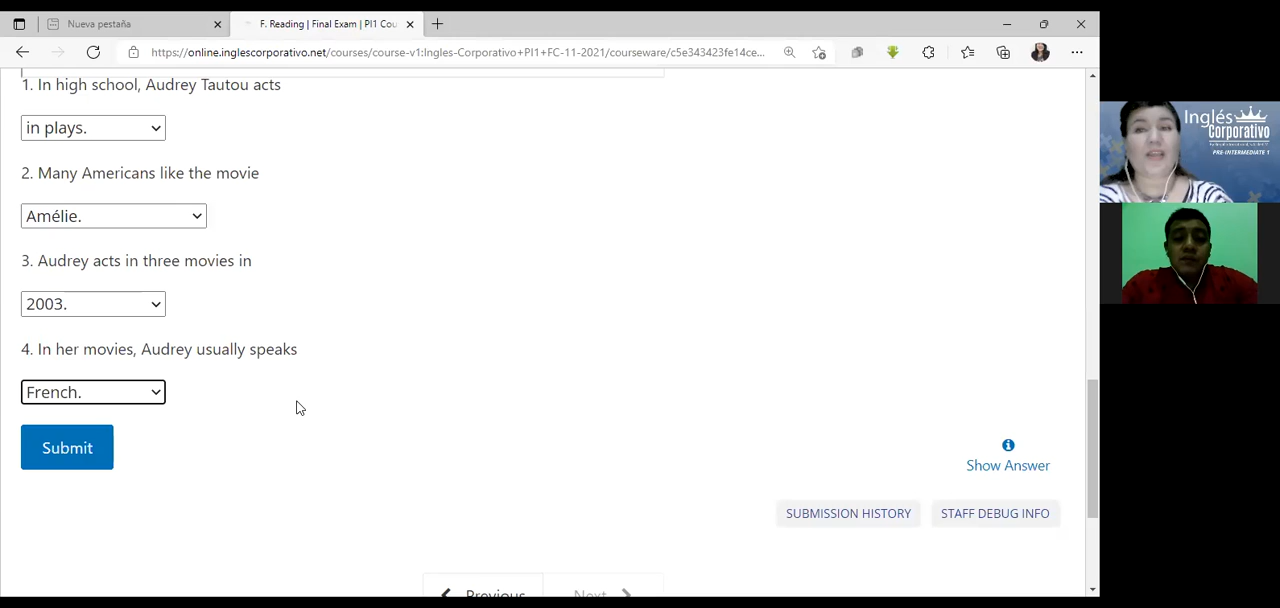 Nueva pestaña
F. Reading | Final Exam | PI1 Cou
https://online.inglescorporativo.net/courses/course-v1:Ingles-Corporativo+PI1+FC-11-2021/courseware/c5e343423fe14ce...
1. In high school, Audrey Tautou acts
in plays.
2. Many Americans like the movie
Amélie.
3. Audrey acts in three movies in
2003.
4. In her movies, Audrey usually speaks
French.
Submit
Show Answer
SUBMISSION HISTORY
STAFF DEBUG INFO
Previous
Next
Inglés
Corporativo
PRE-INTERMEDIATE 1